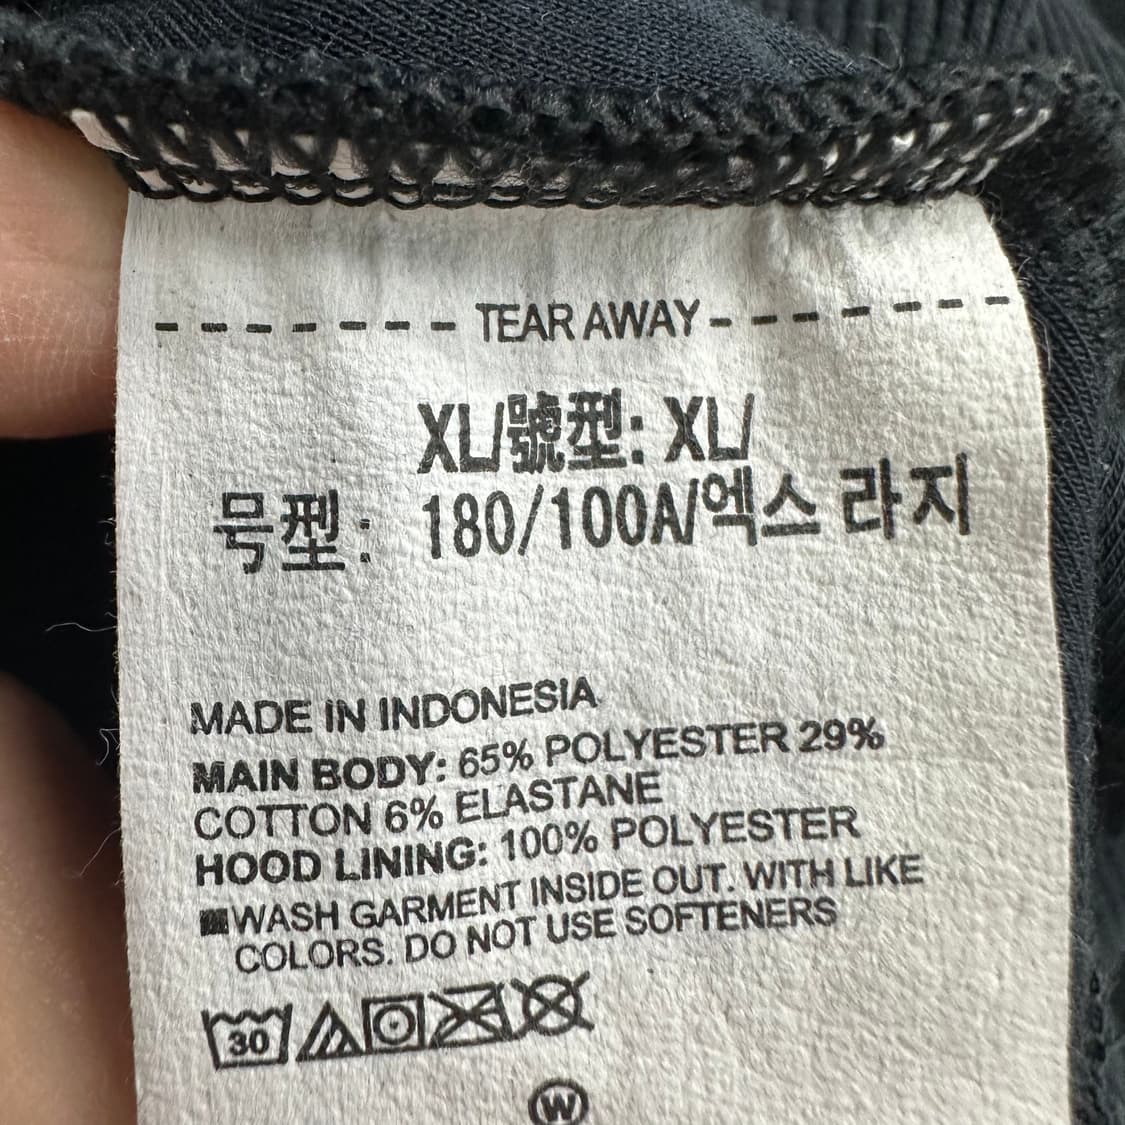 TEAR AWAY
XL/號型: XL/
号型: 180/100A/엑스 라지
MADE IN INDONESIA
MAIN BODY: 65% POLYESTER 29%
COTTON 6% ELASTANE
HOOD LINING: 100% POLYESTER
WASH GARMENT INSIDE OUT. WITH LIKE
COLORS. DO NOT USE SOFTENERS
30
W